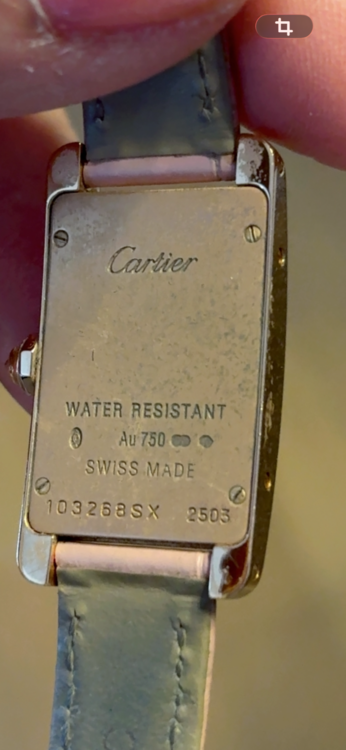 Cartier
WATER RESISTANT
Au 750
SWISS MADE
103268SX 2503